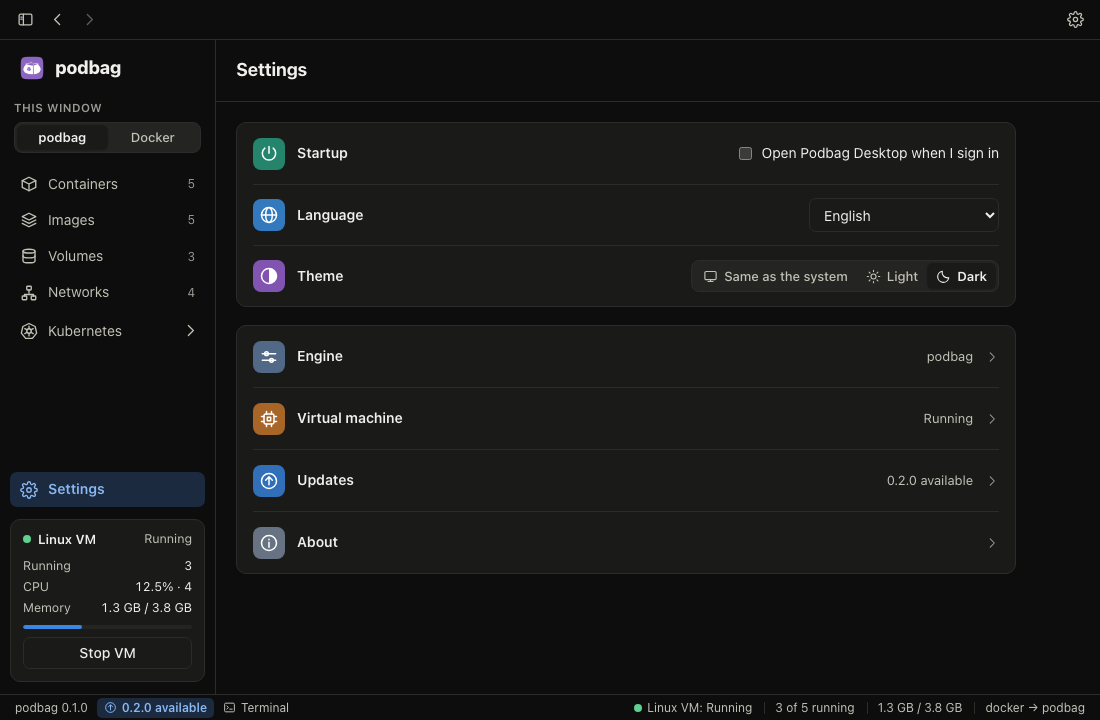 podbag
Settings
THIS WINDOW
podbag Docker
Containers 5
Images 5
Volumes 3
Networks 4
Kubernetes
Settings
Linux VM Running
Running 3
CPU 12.5% · 4
Memory 1.3 GB / 3.8 GB
Stop VM
Startup Open Podbag Desktop when I sign in
Language English
Theme Same as the system Light Dark
Engine podbag
Virtual machine Running
Updates 0.2.0 available
About
podbag 0.1.0 0.2.0 available Terminal Linux VM: Running 3 of 5 running 1.3 GB / 3.8 GB docker → podbag